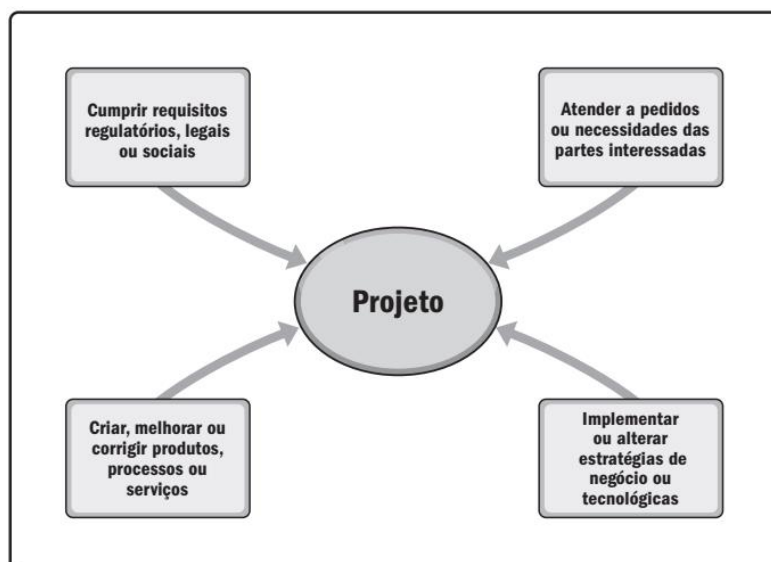 Cumprir requisitos
regulatórios, legais
ou sociais
Atender a pedidos
ou necessidades das
partes interessadas
Projeto
Criar, melhorar ou
corrigir produtos,
processos ou
serviços
Implementar
ou alterar
estratégias de
negócio ou
tecnológicas